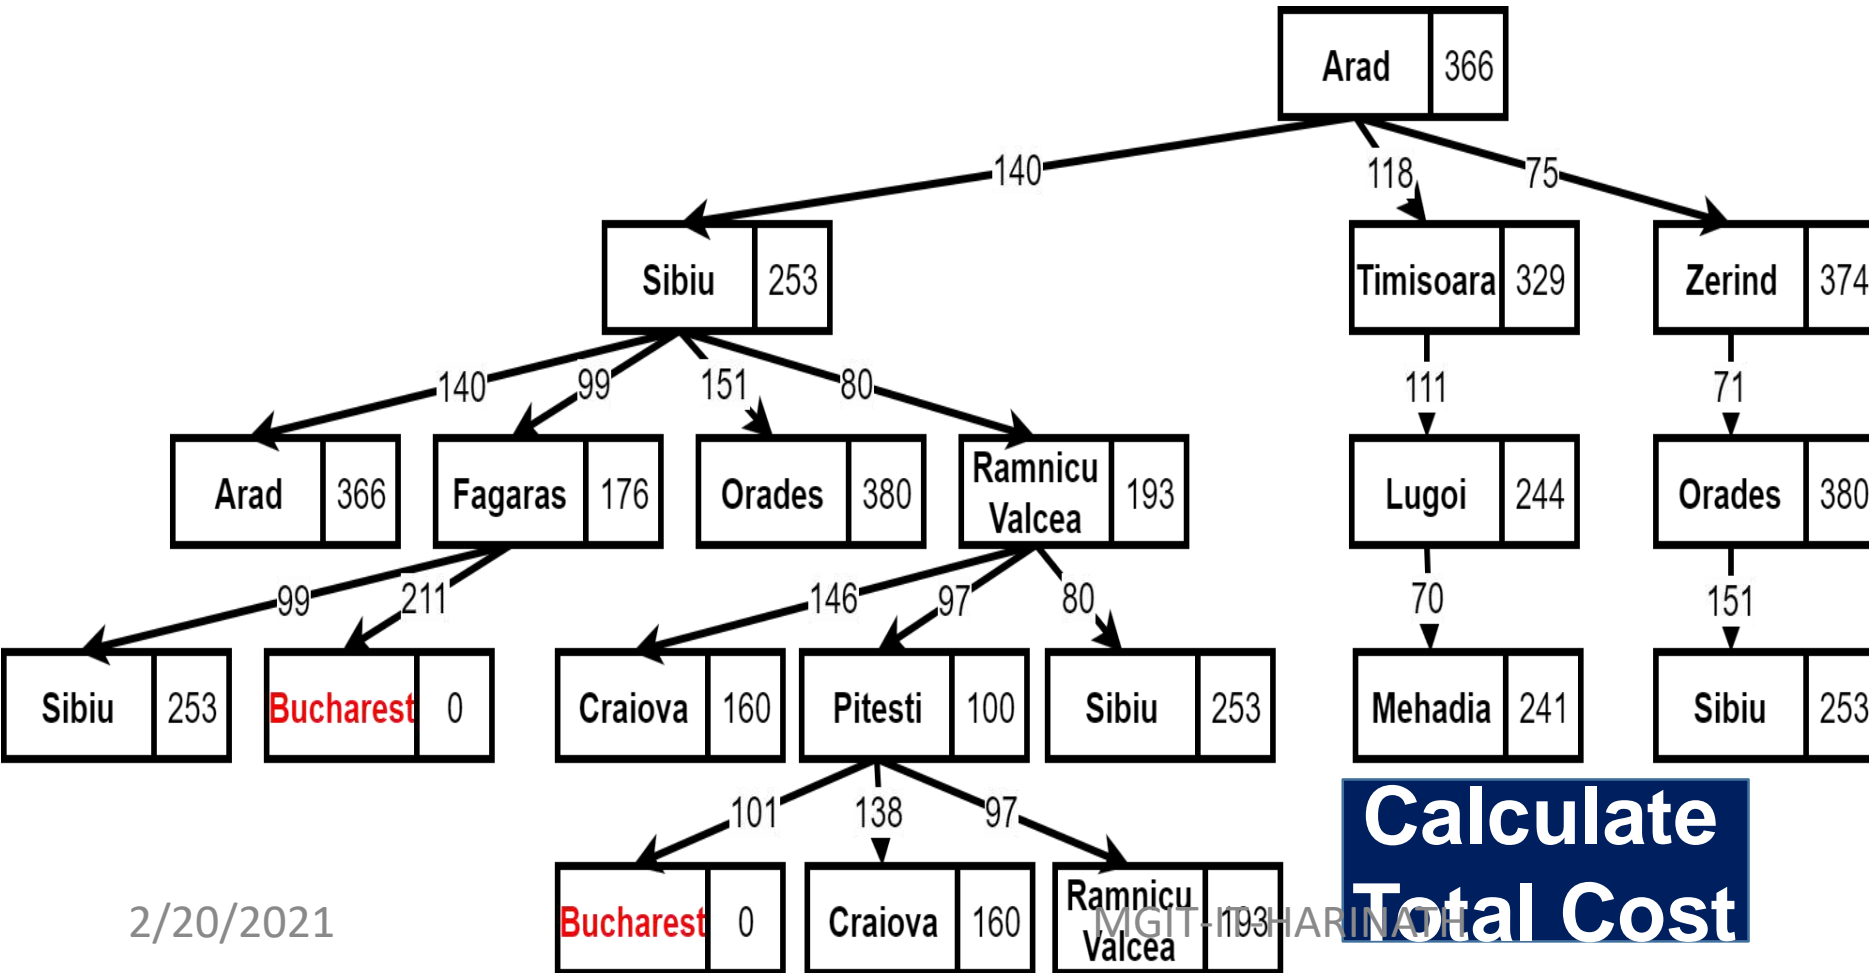 Arad 366
140 118 75
Sibiu 253 Timisoara 329 Zerind 374
140 99 151 80 111 71
Arad 366 Fagaras 176 Orades 380 Ramnicu Valcea 193 Lugoi 244 Orades 380
99 211 146 97 80 70 151
Sibiu 253 Bucharest 0 Craiova 160 Pitesti 100 Sibiu 253 Mehadia 241 Sibiu 253
101 138 97
Bucharest 0 Craiova 160 Ramnicu Valcea 193
Calculate
Total Cost
2/20/2021
MGIT-IT-HARINATH